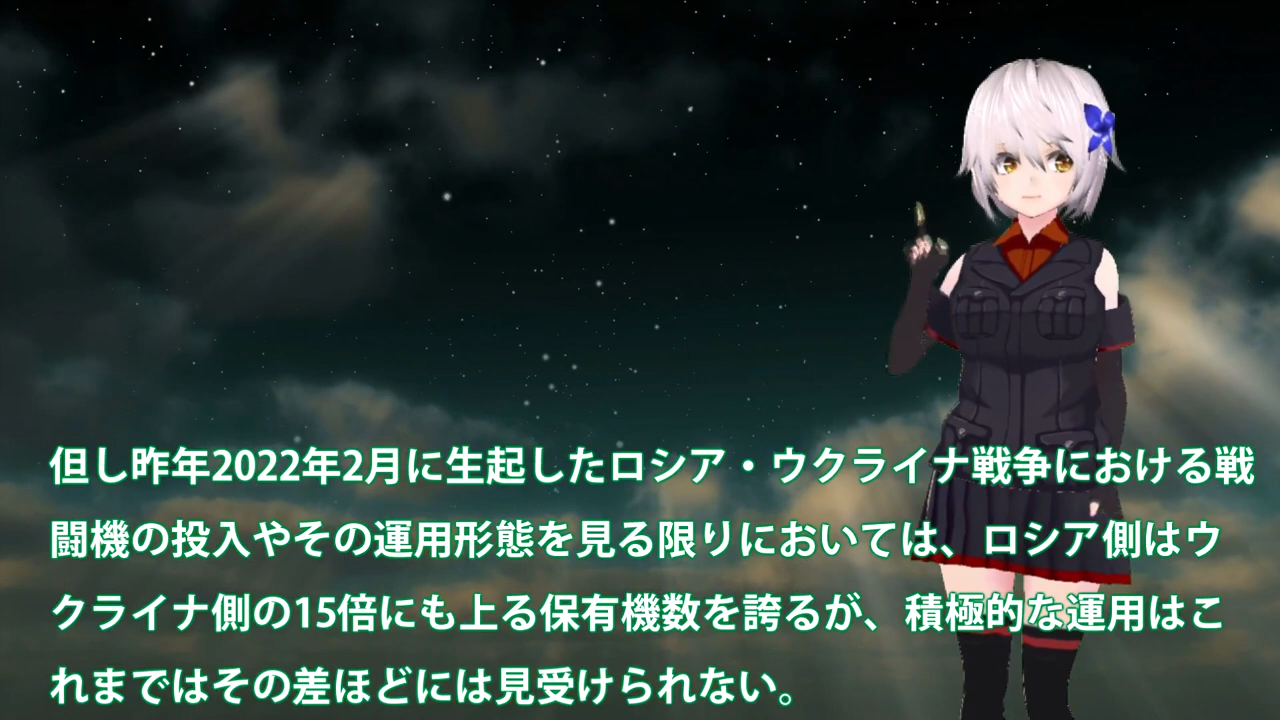 但し昨年2022年2月に生起したロシア・ウクライナ戦争における戦
闘機の投入やその運用形態を見る限りにおいては、ロシア側はウ
クライナ側の15倍にも上る保有機数を誇るが、積極的な運用はこ
れまではその差ほどには見受けられない。